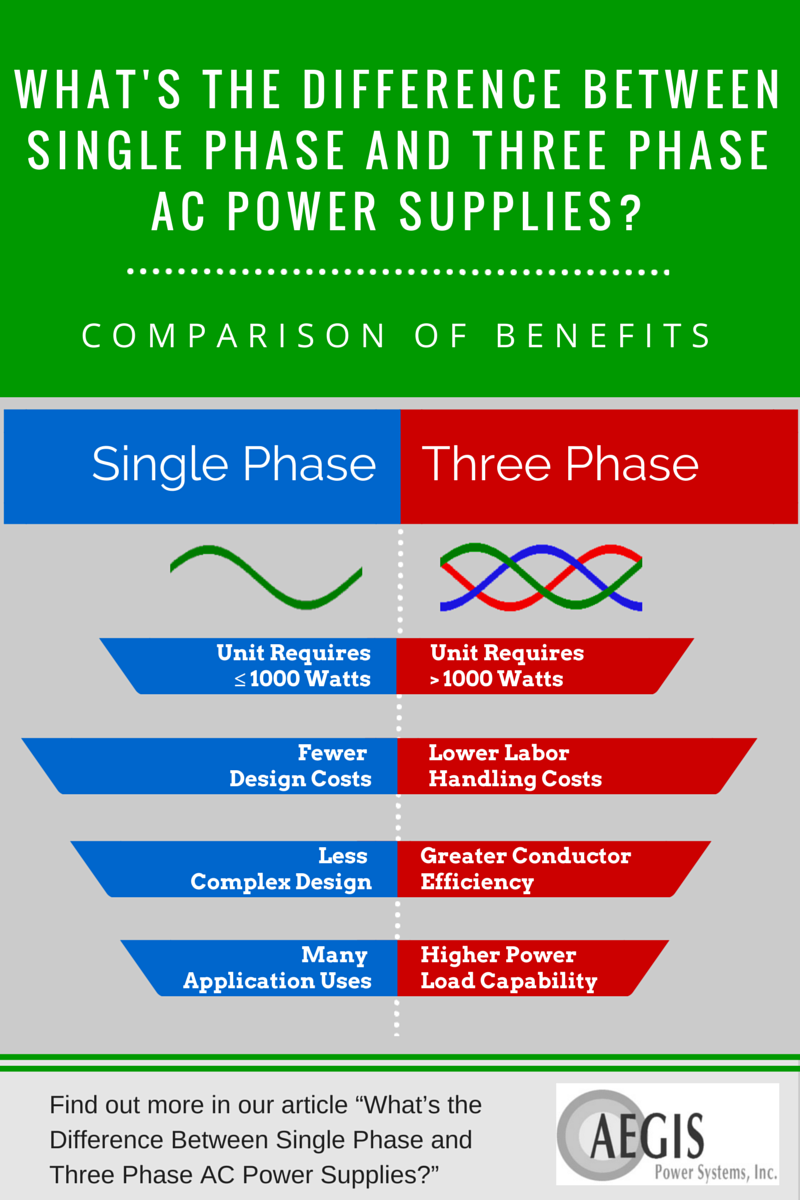 WHAT'S THE DIFFERENCE BETWEEN
SINGLE PHASE AND THREE PHASE
AC POWER SUPPLIES?
COMPARISON OF BENEFITS
Single Phase
Three Phase
Unit Requires
≤ 1000 Watts
Unit Requires
> 1000 Watts
Fewer
Design Costs
Lower Labor
Handling Costs
Less
Complex Design
Greater Conductor
Efficiency
Many
Application Uses
Higher Power
Load Capability
Find out more in our article “What’s the
Difference Between Single Phase and
Three Phase AC Power Supplies?”
AEGIS
Power Systems, Inc.